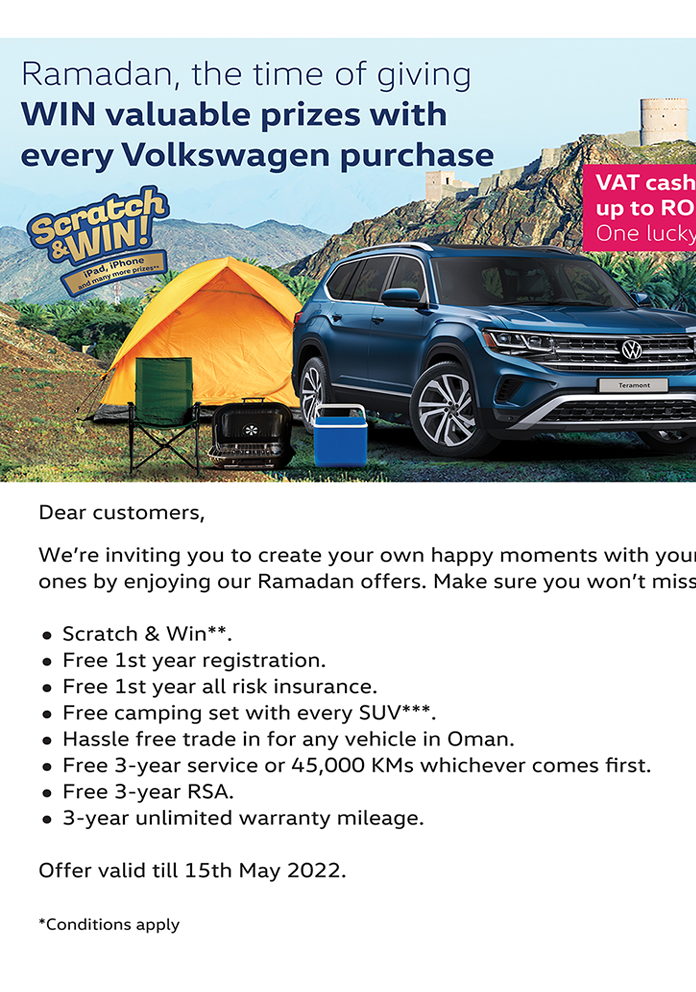 Ramadan, the time of giving
WIN valuable prizes with
every Volkswagen purchase
Scratch
&WIN!
iPad, iPhone
and many more prizes**
VAT cash
up to RO
One lucky
Teramont
Dear customers,
We’re inviting you to create your own happy moments with your
ones by enjoying our Ramadan offers. Make sure you won’t miss
• Scratch & Win**.
• Free 1st year registration.
• Free 1st year all risk insurance.
• Free camping set with every SUV***.
• Hassle free trade in for any vehicle in Oman.
• Free 3-year service or 45,000 KMs whichever comes first.
• Free 3-year RSA.
• 3-year unlimited warranty mileage.
Offer valid till 15th May 2022.
*Conditions apply